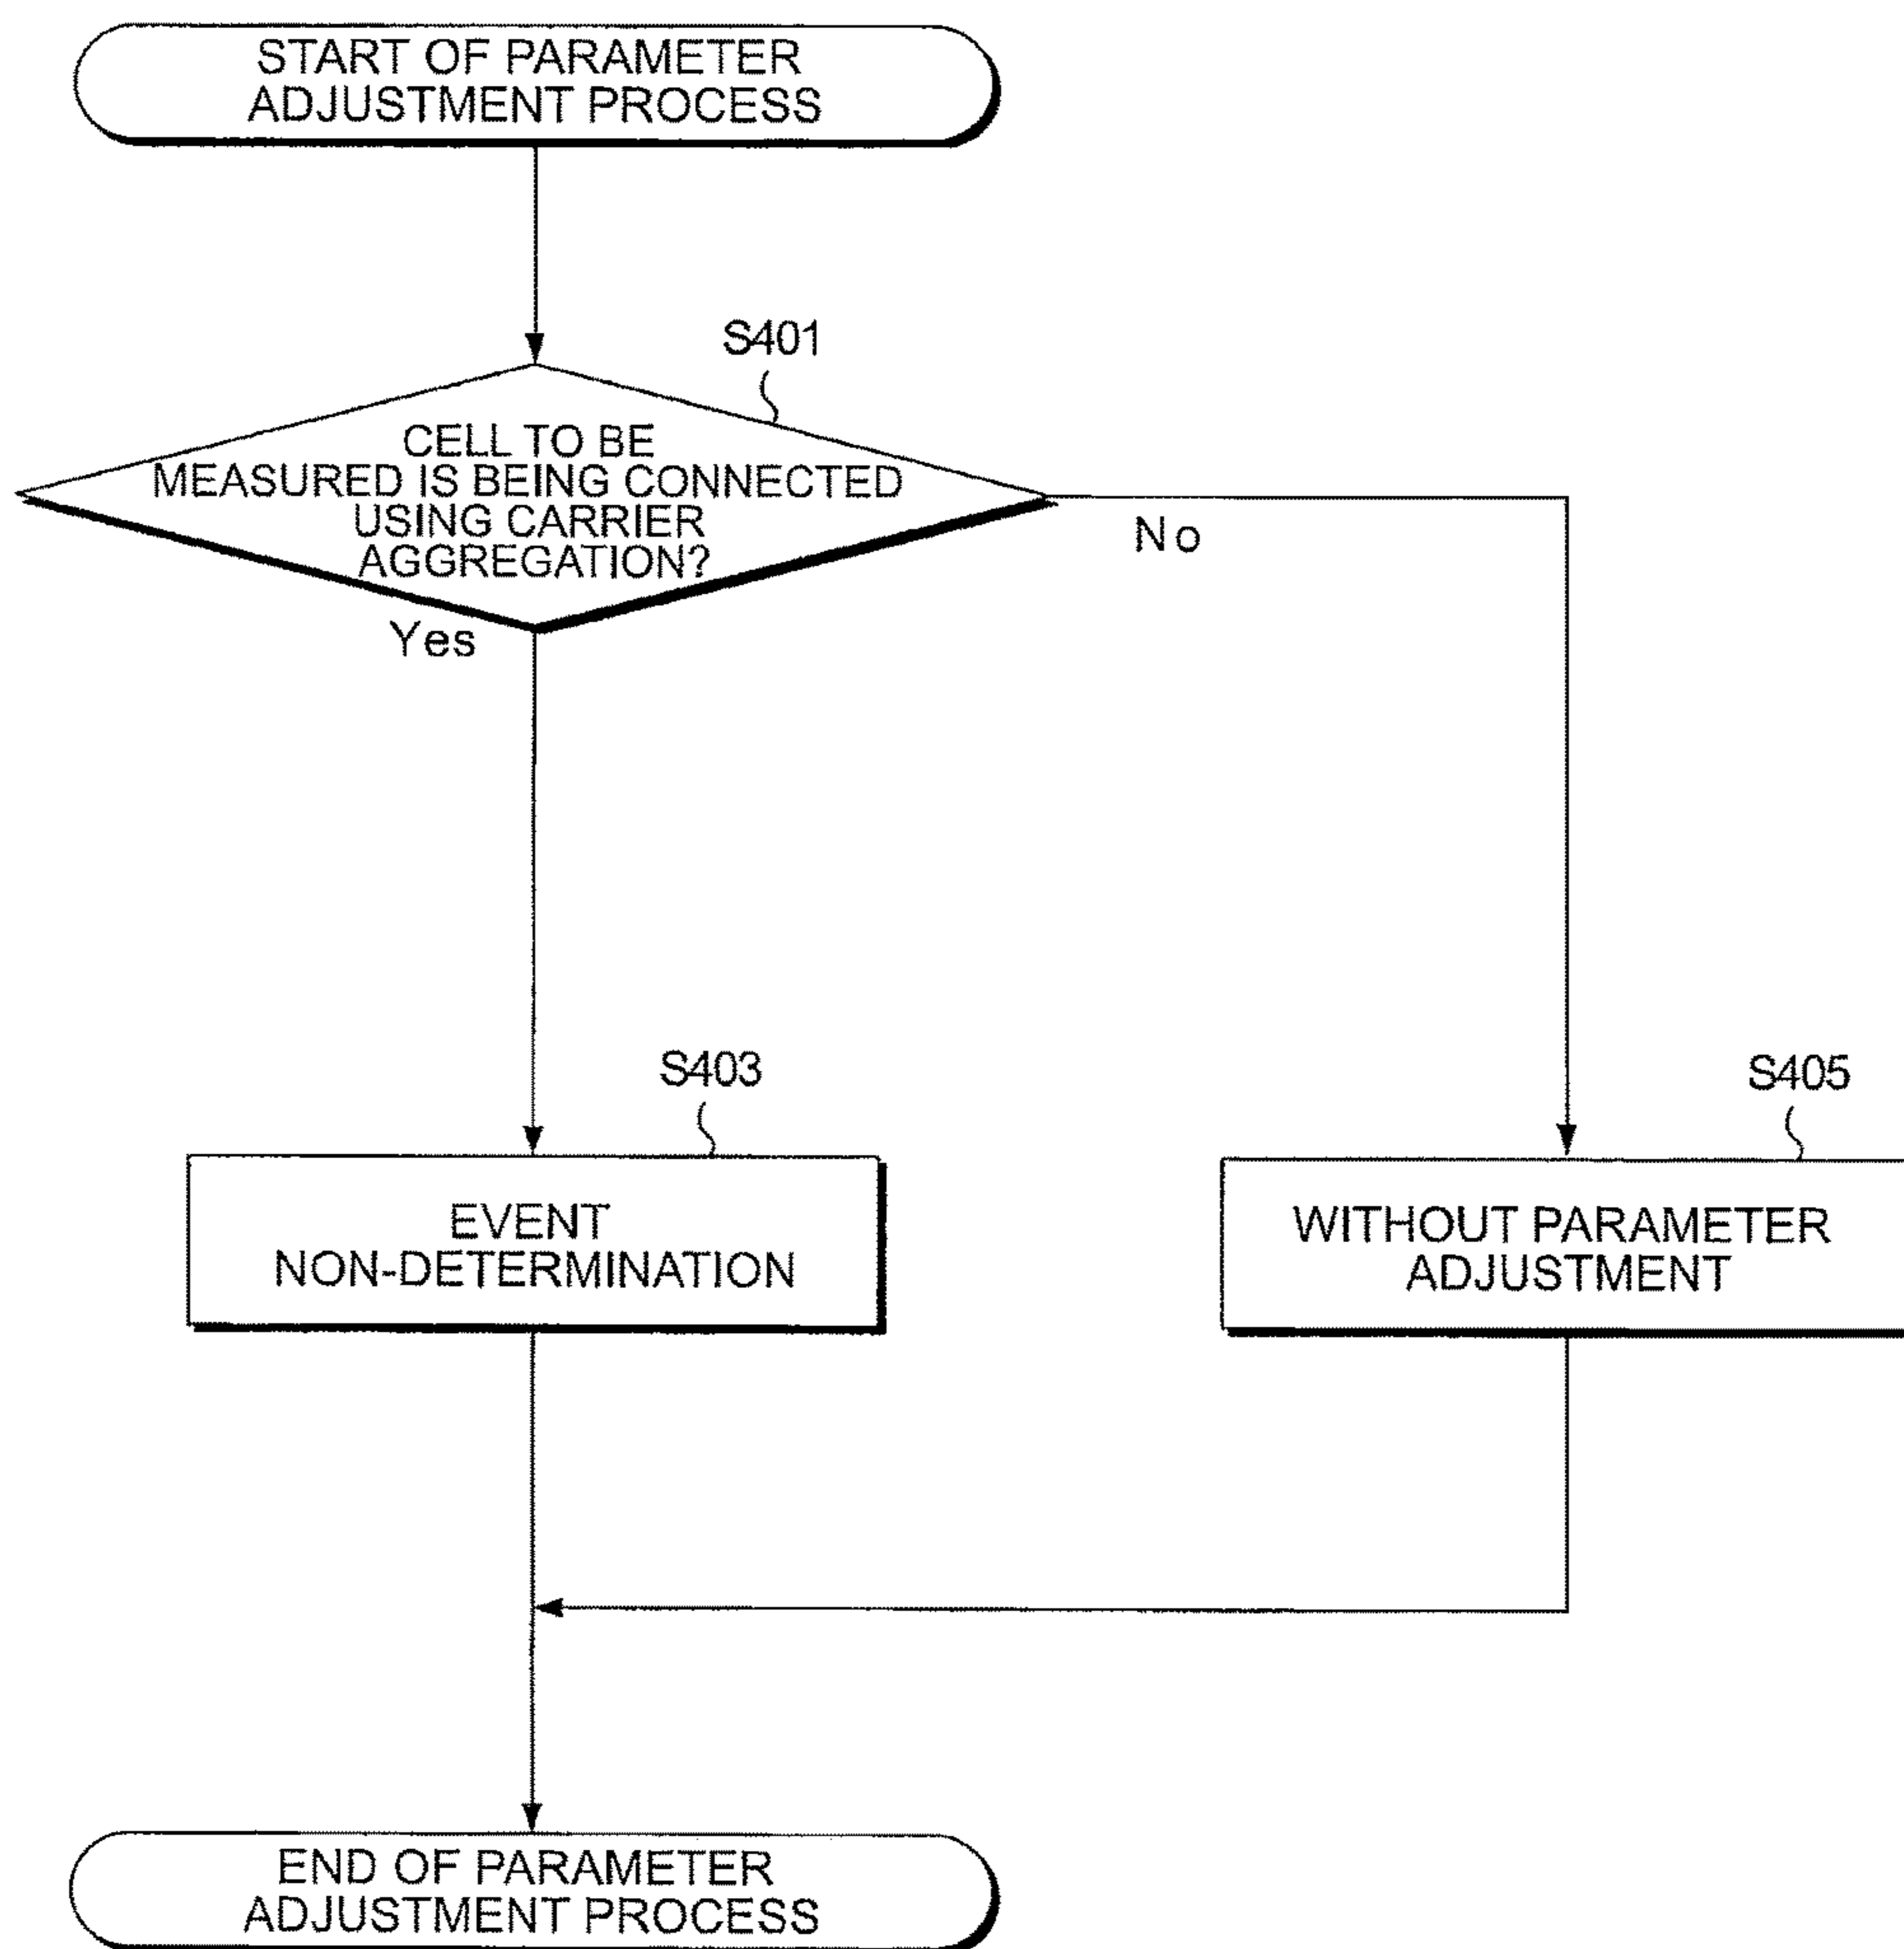 START OF PARAMETER
ADJUSTMENT PROCESS
S401
CELL TO BE
MEASURED IS BEING CONNECTED
USING CARRIER
AGGREGATION?
No
Yes
S403
S405
EVENT
NON-DETERMINATION
WITHOUT PARAMETER
ADJUSTMENT
END OF PARAMETER
ADJUSTMENT PROCESS